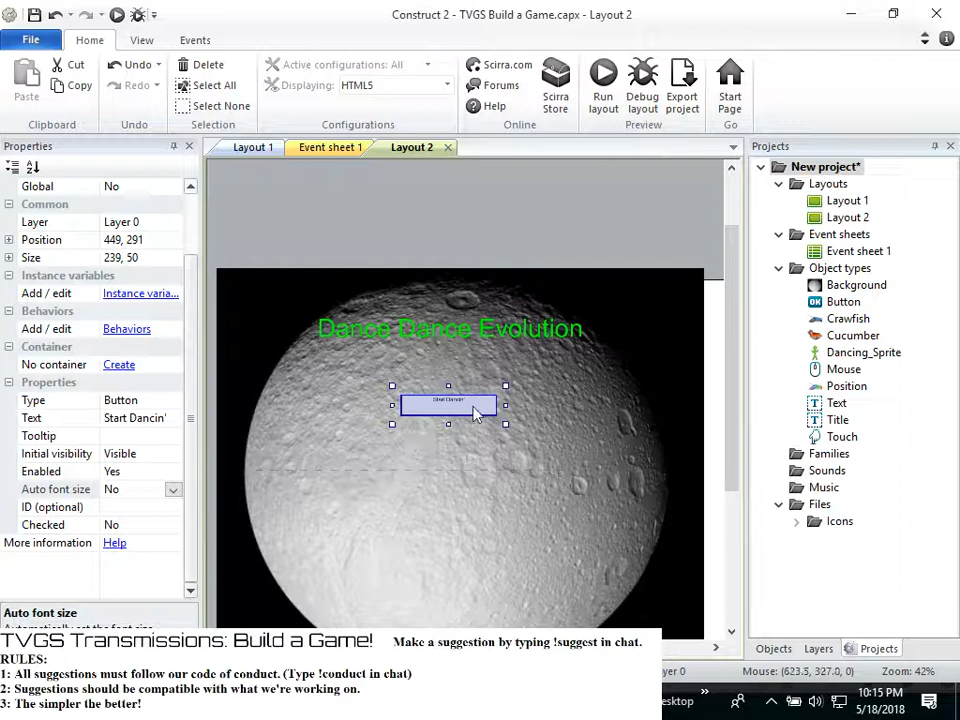 Construct 2 - TVGS Build a Game.capx - Layout 2
File Home View Events
Paste Cut Copy
Clipboard
Undo Redo
Undo
Delete Select All Select None
Selection
Active configurations: All
Displaying: HTML5
Configurations
Scirra.com Forums Help Scirra Store
Online
Run layout Debug layout Export project
Preview
Start Page
Go
Properties
Layout 1 Event sheet 1 Layout 2
Projects
Global No
Common
Layer Layer 0
Position 449, 291
Size 239, 50
Instance variables
Add / edit Instance varia...
Behaviors
Add / edit Behaviors
Container
No container Create
Properties
Type Button
Text Start Dancin'
Tooltip
Initial visibility Visible
Enabled Yes
Auto font size No
ID (optional)
Checked No
More information Help
Auto font size
Dance Dance Evolution
Start Dancin'
New project*
Layouts
Layout 1
Layout 2
Event sheets
Event sheet 1
Object types
Background
Button
OK
Crawfish
Cucumber
Dancing_Sprite
Mouse
Position
T Text
T Title
Touch
Families
Sounds
Music
Files
Icons
Objects Layers Projects
yer 0 Mouse: (623.5, 327.0, 0) Zoom: 42%
TVGS Transmissions: Build a Game! Make a suggestion by typing !suggest in chat.
RULES:
1: All suggestions must follow our code of conduct. (Type !conduct in chat)
2: Suggestions should be compatible with what we're working on.
3: The simpler the better!
esktop
10:15 PM
5/18/2018